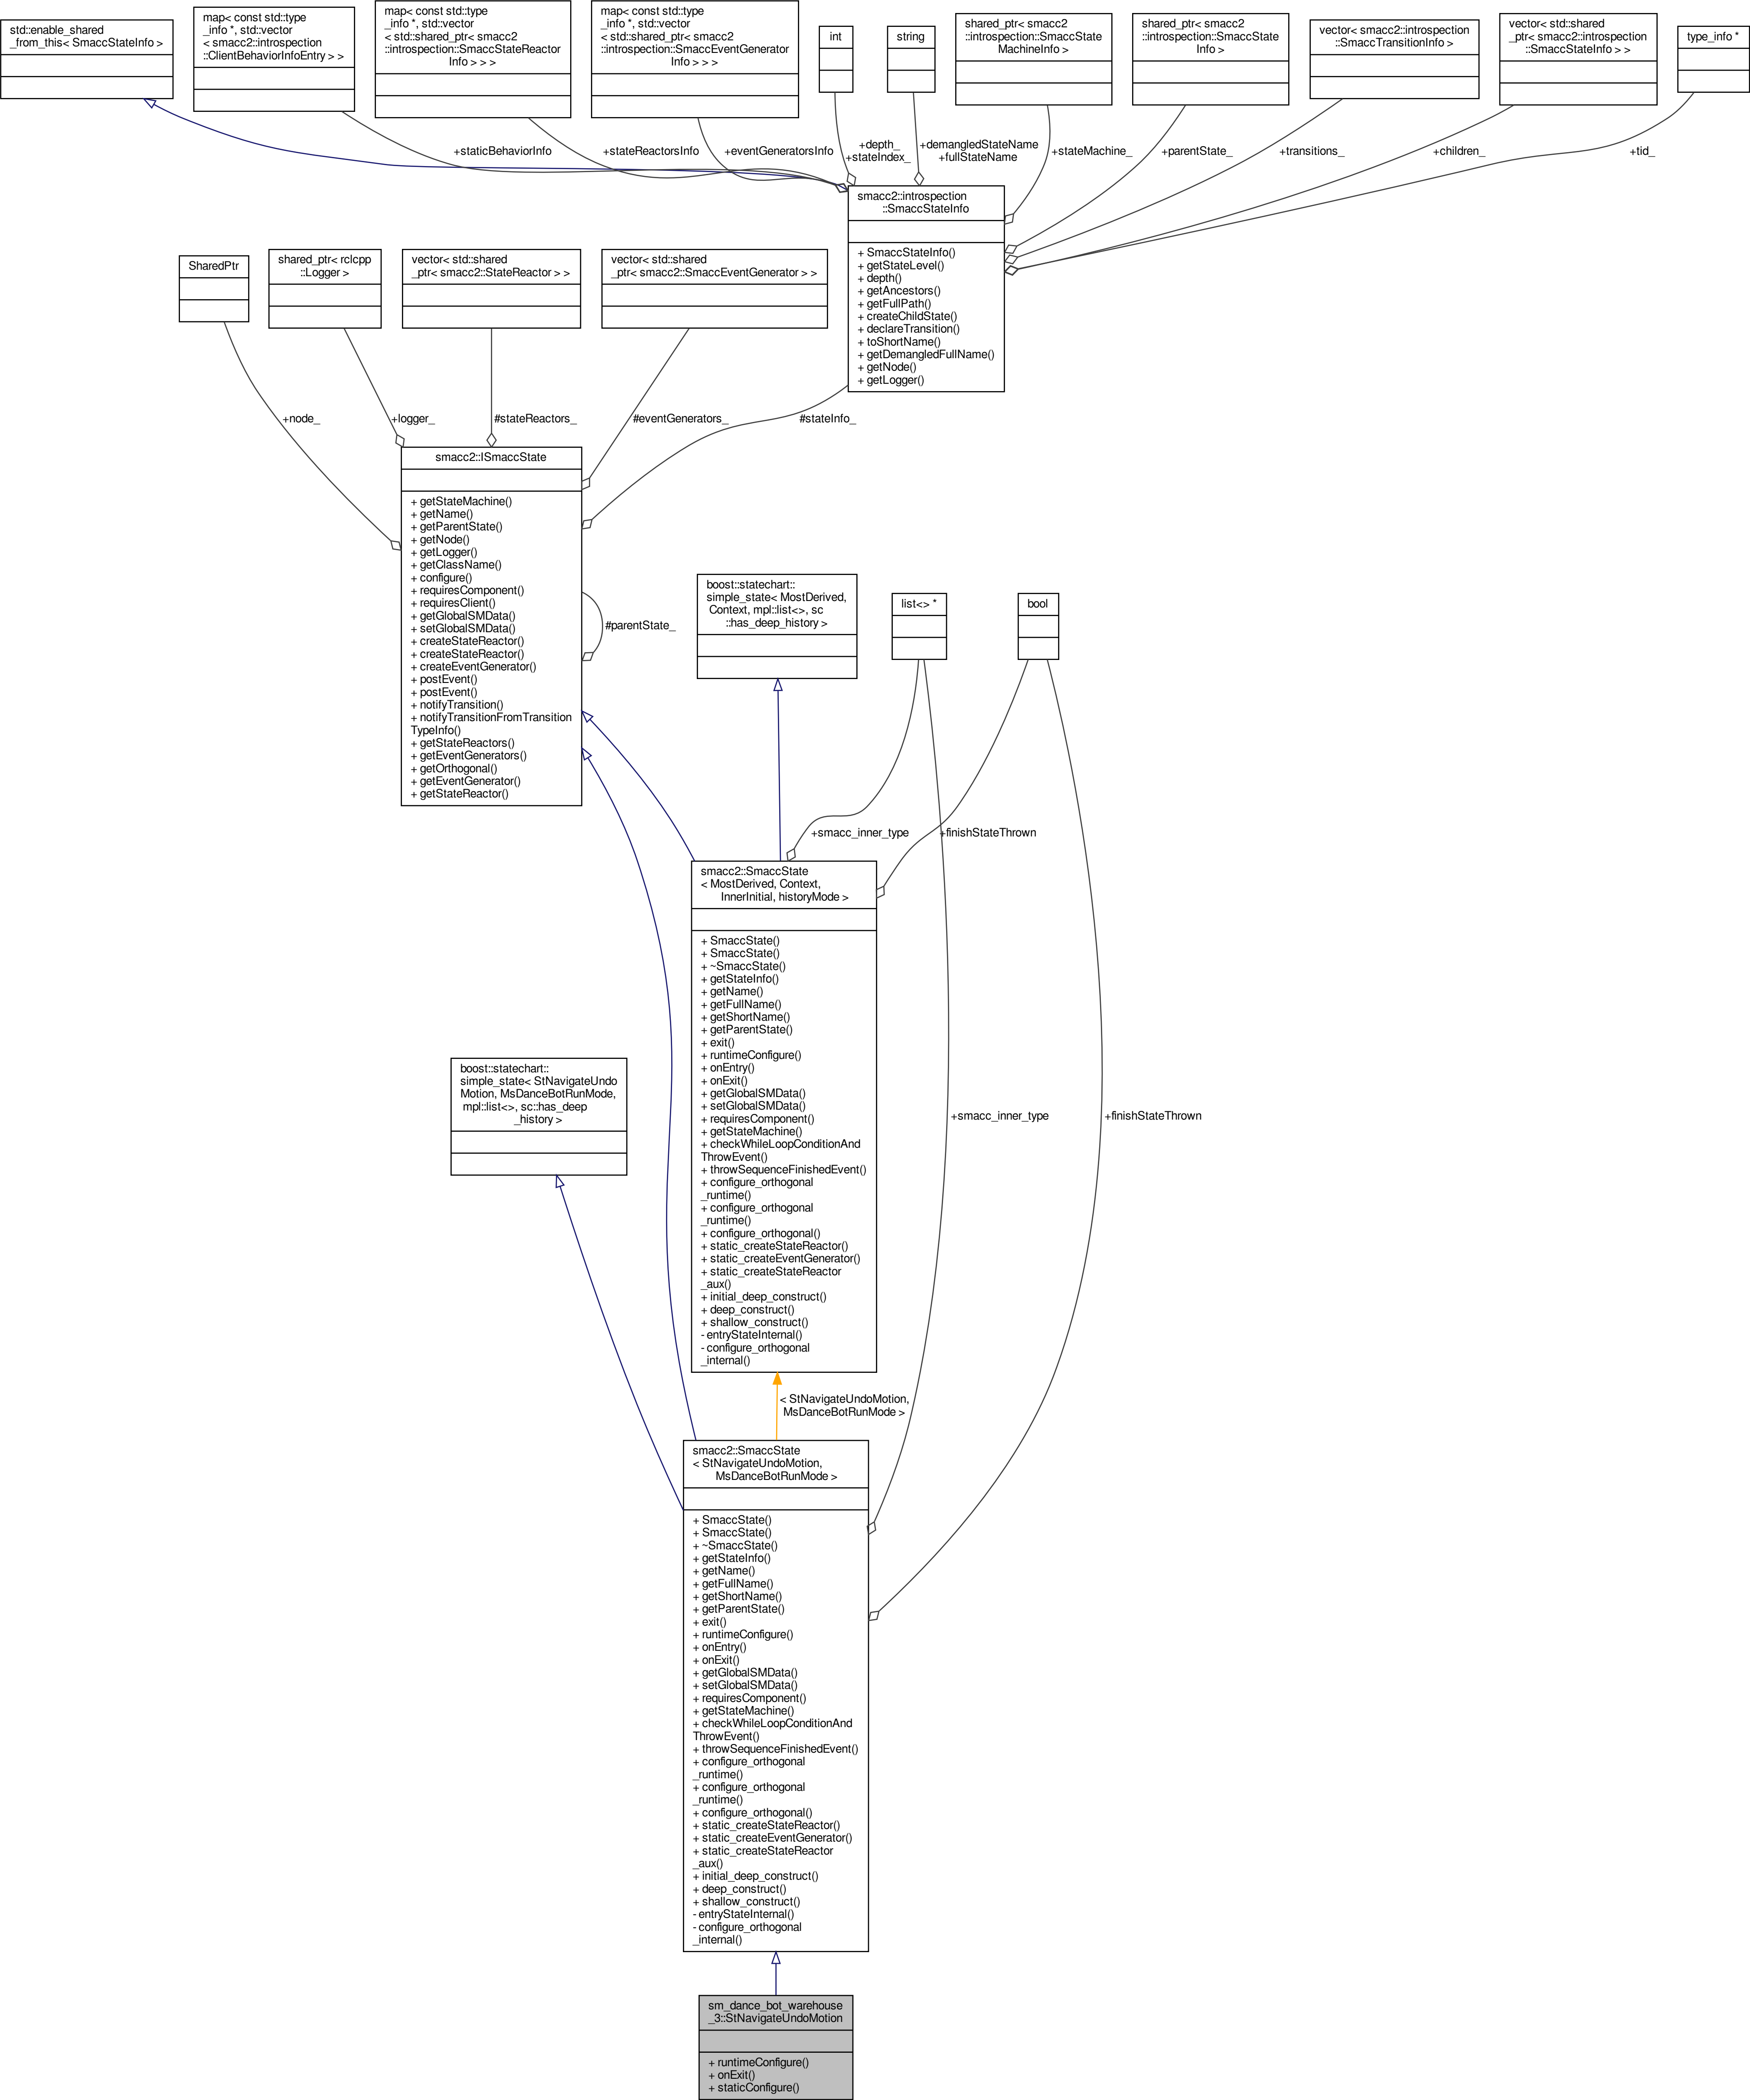 std::enable_shared
_from_this< SmaccStateInfo >
map< const std::type
_info *, std::vector
< smacc2::introspection
::ClientBehaviorInfoEntry > >
map< const std::type
_info *, std::vector
< std::shared_ptr< smacc2
::introspection::SmaccStateReactor
Info > > >
map< const std::type
_info *, std::vector
< std::shared_ptr< smacc2
::introspection::SmaccEventGenerator
Info > > >
int
string
shared_ptr< smacc2
::introspection::SmaccState
MachineInfo >
shared_ptr< smacc2
::introspection::SmaccState
Info >
vector< smacc2::introspection
::SmaccTransitionInfo >
vector< std::shared
_ptr< smacc2::introspection
::SmaccStateInfo > >
type_info *
+staticBehaviorInfo
+stateReactorsInfo
+eventGeneratorsInfo
+depth_
+stateIndex_
+demangledStateName
+fullStateName
+stateMachine_
+parentState_
+transitions_
+children_
+tid_
smacc2::introspection
::SmaccStateInfo
+ SmaccStateInfo()
+ getStateLevel()
+ depth()
+ getAncestors()
+ getFullPath()
+ createChildState()
+ declareTransition()
+ toShortName()
+ getDemangledFullName()
+ getNode()
+ getLogger()
SharedPtr
shared_ptr< rclcpp
::Logger >
vector< std::shared
_ptr< smacc2::StateReactor > >
vector< std::shared
_ptr< smacc2::SmaccEventGenerator > >
+node_
+logger_
#stateReactors_
#eventGenerators_
#stateInfo_
smacc2::ISmaccState
+ getStateMachine()
+ getName()
+ getParentState()
+ getNode()
+ getLogger()
+ getClassName()
+ configure()
+ requiresComponent()
+ requiresClient()
+ getGlobalSMData()
+ setGlobalSMData()
+ createStateReactor()
+ createStateReactor()
+ createEventGenerator()
+ postEvent()
+ postEvent()
+ notifyTransition()
+ notifyTransitionFromTransition
TypeInfo()
+ getStateReactors()
+ getEventGenerators()
+ getOrthogonal()
+ getEventGenerator()
+ getStateReactor()
#parentState_
boost::statechart::
simple_state< MostDerived,
Context, mpl::list<>, sc
::has_deep_history >
list<> *
bool
+smacc_inner_type
+finishStateThrown
smacc2::SmaccState
< MostDerived, Context,
InnerInitial, historyMode >
+ SmaccState()
+ SmaccState()
+ ~SmaccState()
+ getStateInfo()
+ getName()
+ getFullName()
+ getShortName()
+ getParentState()
+ exit()
+ runtimeConfigure()
+ onEntry()
+ onExit()
+ getGlobalSMData()
+ setGlobalSMData()
+ requiresComponent()
+ getStateMachine()
+ checkWhileLoopConditionAnd
ThrowEvent()
+ throwSequenceFinishedEvent()
+ configure_orthogonal
_runtime()
+ configure_orthogonal
_runtime()
+ configure_orthogonal()
+ static_createStateReactor()
+ static_createEventGenerator()
+ static_createStateReactor
_aux()
+ initial_deep_construct()
+ deep_construct()
+ shallow_construct()
- entryStateInternal()
- configure_orthogonal
_internal()
boost::statechart::
simple_state< StNavigateUndo
Motion, MsDanceBotRunMode,
mpl::list<>, sc::has_deep
_history >
+smacc_inner_type
+finishStateThrown
< StNavigateUndoMotion,
MsDanceBotRunMode >
smacc2::SmaccState
< StNavigateUndoMotion,
MsDanceBotRunMode >
+ SmaccState()
+ SmaccState()
+ ~SmaccState()
+ getStateInfo()
+ getName()
+ getFullName()
+ getShortName()
+ getParentState()
+ exit()
+ runtimeConfigure()
+ onEntry()
+ onExit()
+ getGlobalSMData()
+ setGlobalSMData()
+ requiresComponent()
+ getStateMachine()
+ checkWhileLoopConditionAnd
ThrowEvent()
+ throwSequenceFinishedEvent()
+ configure_orthogonal
_runtime()
+ configure_orthogonal
_runtime()
+ configure_orthogonal()
+ static_createStateReactor()
+ static_createEventGenerator()
+ static_createStateReactor
_aux()
+ initial_deep_construct()
+ deep_construct()
+ shallow_construct()
- entryStateInternal()
- configure_orthogonal
_internal()
sm_dance_bot_warehouse
_3::StNavigateUndoMotion
+ runtimeConfigure()
+ onExit()
+ staticConfigure()